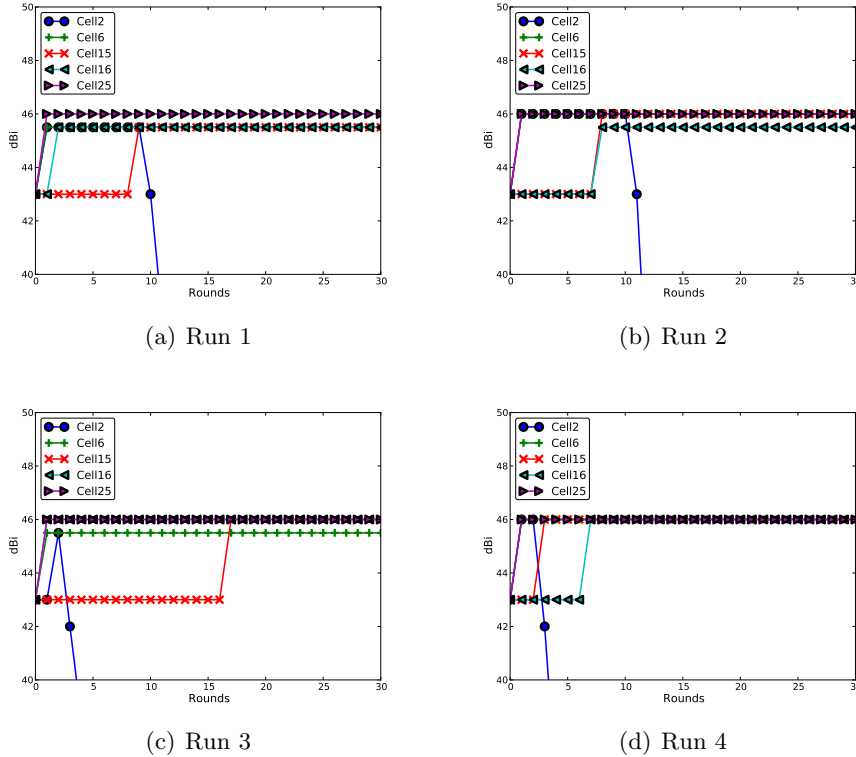 50
48
46
44
42
40
dBi
0 5 10 15 20 25 30
Rounds
Cell2
Cell6
Cell15
Cell16
Cell25
(a) Run 1
50
48
46
44
42
40
dBi
0 5 10 15 20 25 30
Rounds
Cell2
Cell6
Cell15
Cell16
Cell25
(b) Run 2
50
48
46
44
42
40
dBi
0 5 10 15 20 25 30
Rounds
Cell2
Cell6
Cell15
Cell16
Cell25
(c) Run 3
50
48
46
44
42
40
dBi
0 5 10 15 20 25 30
Rounds
Cell2
Cell6
Cell15
Cell16
Cell25
(d) Run 4